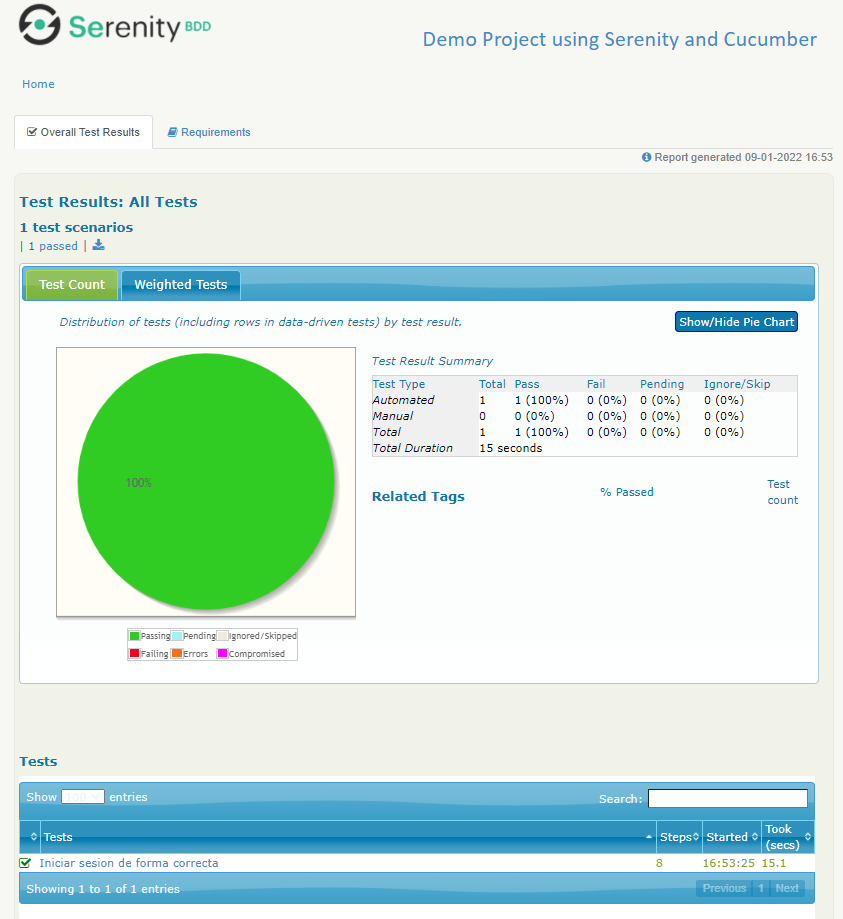 Serenity BDD
Demo Project using Serenity and Cucumber
Home
Overall Test Results Requirements
Report generated 09-01-2022 16:53
Test Results: All Tests
1 test scenarios
| 1 passed |
Test Count Weighted Tests
Distribution of tests (including rows in data-driven tests) by test result.
Show/Hide Pie Chart
100%
Passing Pending Ignored/Skipped
Failing Errors Compromised
Test Result Summary
Test Type Total Pass Fail Pending Ignore/Skip
Automated 1 1 (100%) 0 (0%) 0 (0%) 0 (0%)
Manual 0 0 (0%) 0 (0%) 0 (0%) 0 (0%)
Total 1 1 (100%) 0 (0%) 0 (0%) 0 (0%)
Total Duration 15 seconds
Related Tags % Passed Test
count
Tests
Show 100 entries Search:
Tests Steps Started Took
(secs)
Iniciar sesion de forma correcta 8 16:53:25 15.1
Showing 1 to 1 of 1 entries Previous 1 Next